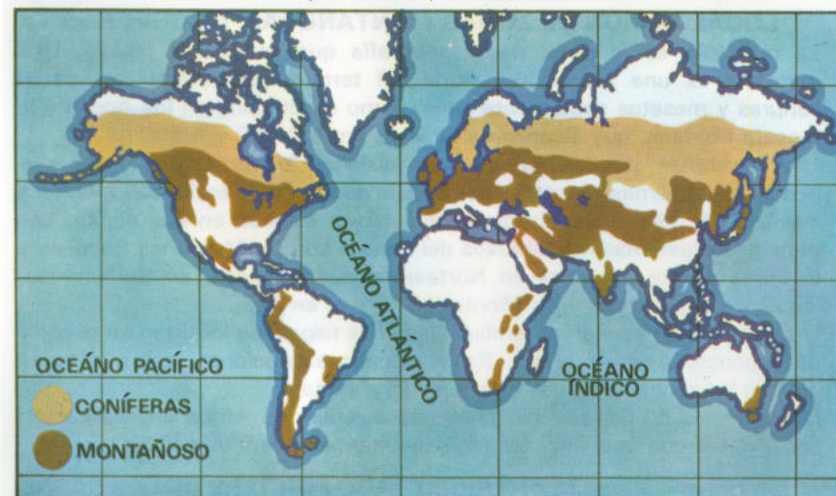 OCÉANO ATLÁNTICO
OCEÁNO PACÍFICO
OCÉANO
ÍNDICO
CONÍFERAS
MONTAÑOSO